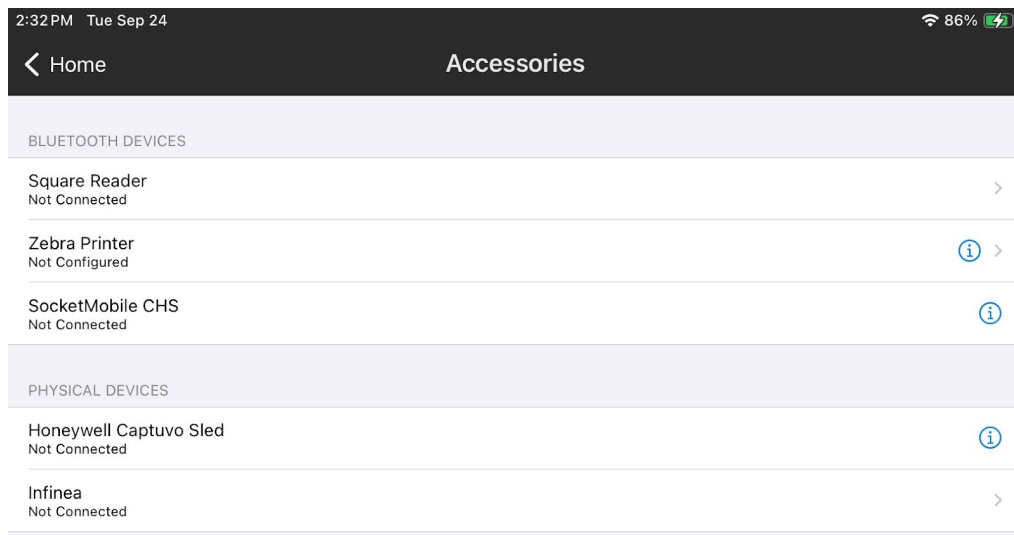 2:32 PM Tue Sep 24 86%
Home Accessories
BLUETOOTH DEVICES
Square Reader
Not Connected
Zebra Printer
Not Configured
SocketMobile CHS
Not Connected
PHYSICAL DEVICES
Honeywell Captuvo Sled
Not Connected
Infinea
Not Connected